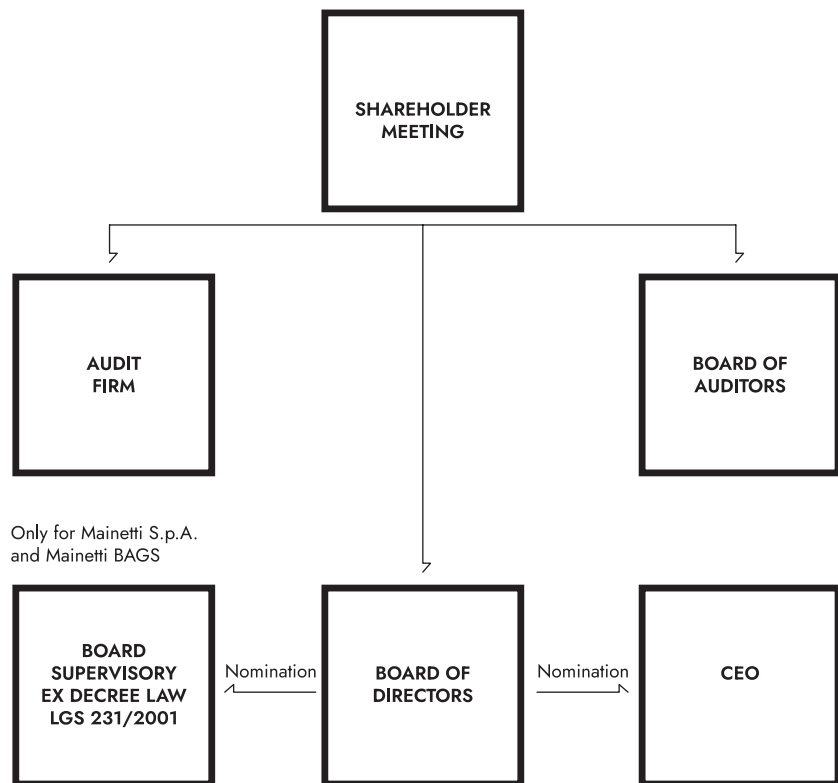 SHAREHOLDER
MEETING
AUDIT
FIRM
BOARD OF
AUDITORS
Only for Mainetti S.p.A.
and Mainetti BAGS
BOARD
SUPERVISORY
EX DECREE LAW
LGS 231/2001
Nomination
BOARD OF
DIRECTORS
Nomination
CEO